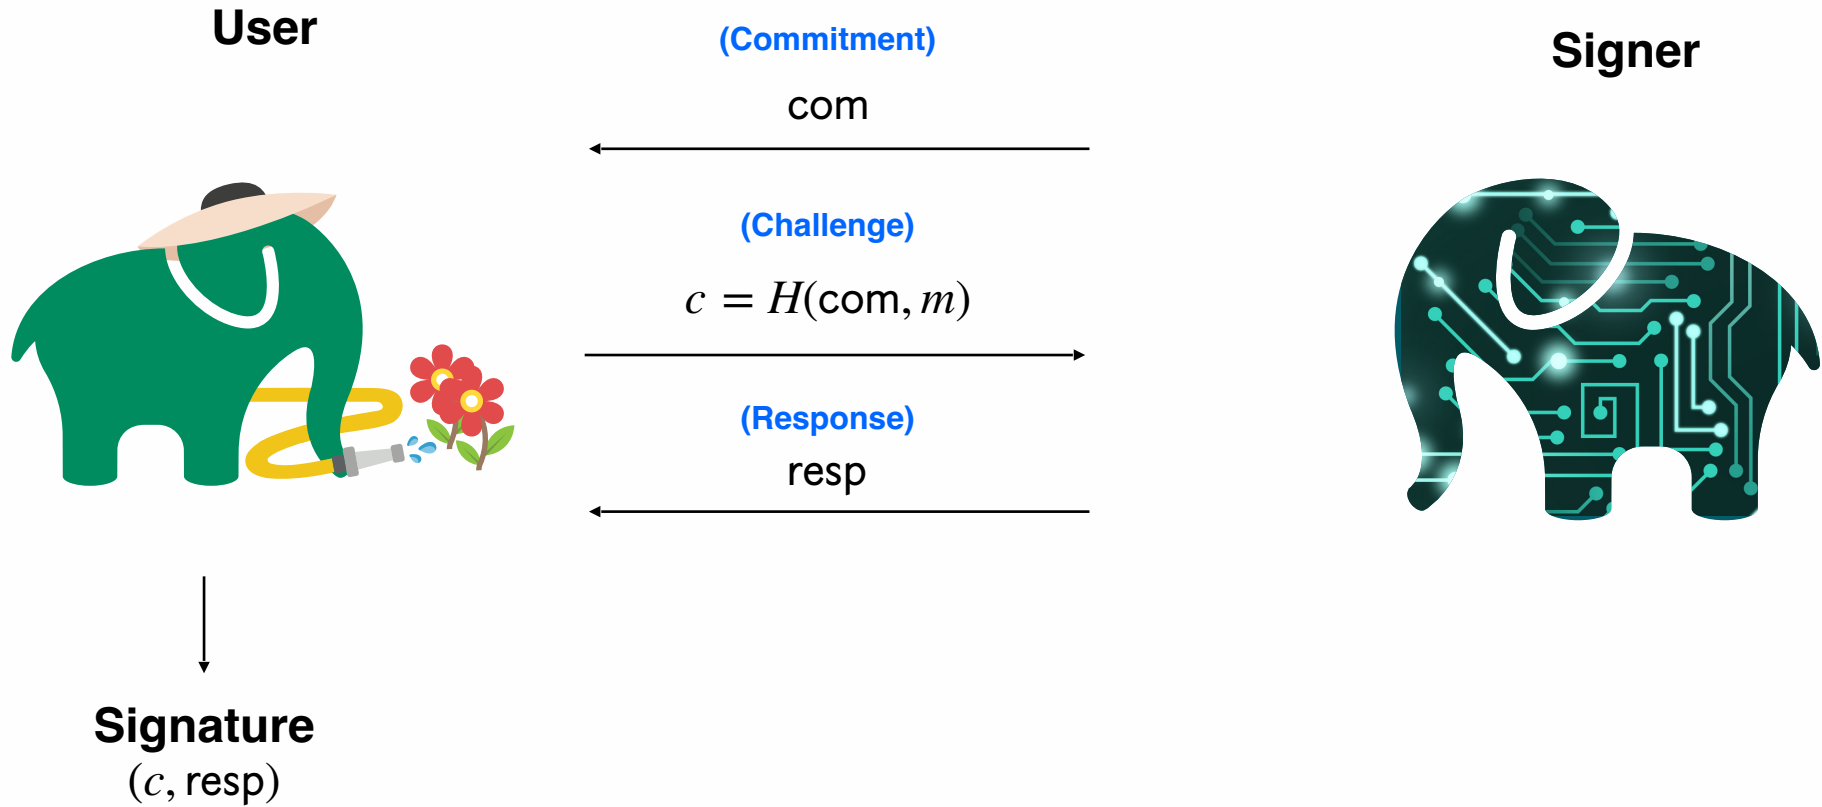 User
(Commitment)
Signer
com
(Challenge)
c = H(com, m)
(Response)
resp
Signature
(c, resp)